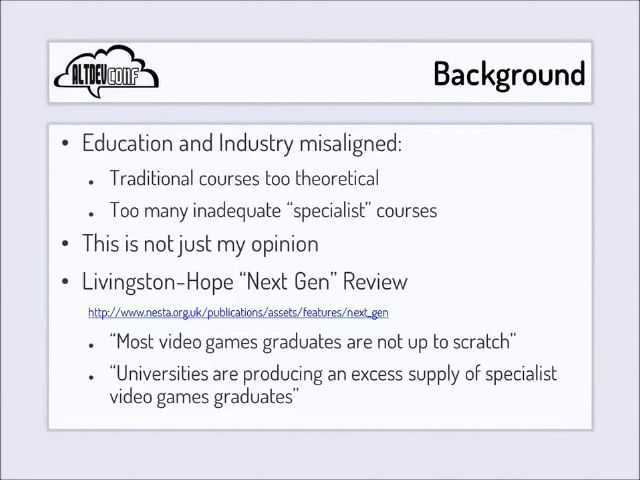 ALTDEVCONF
Background
• Education and Industry misaligned:
• Traditional courses too theoretical
• Too many inadequate “specialist” courses
• This is not just my opinion
• Livingston-Hope “Next Gen” Review
http://www.nesta.org.uk/publications/assets/features/next_gen
• “Most video games graduates are not up to scratch”
• “Universities are producing an excess supply of specialist
video games graduates”